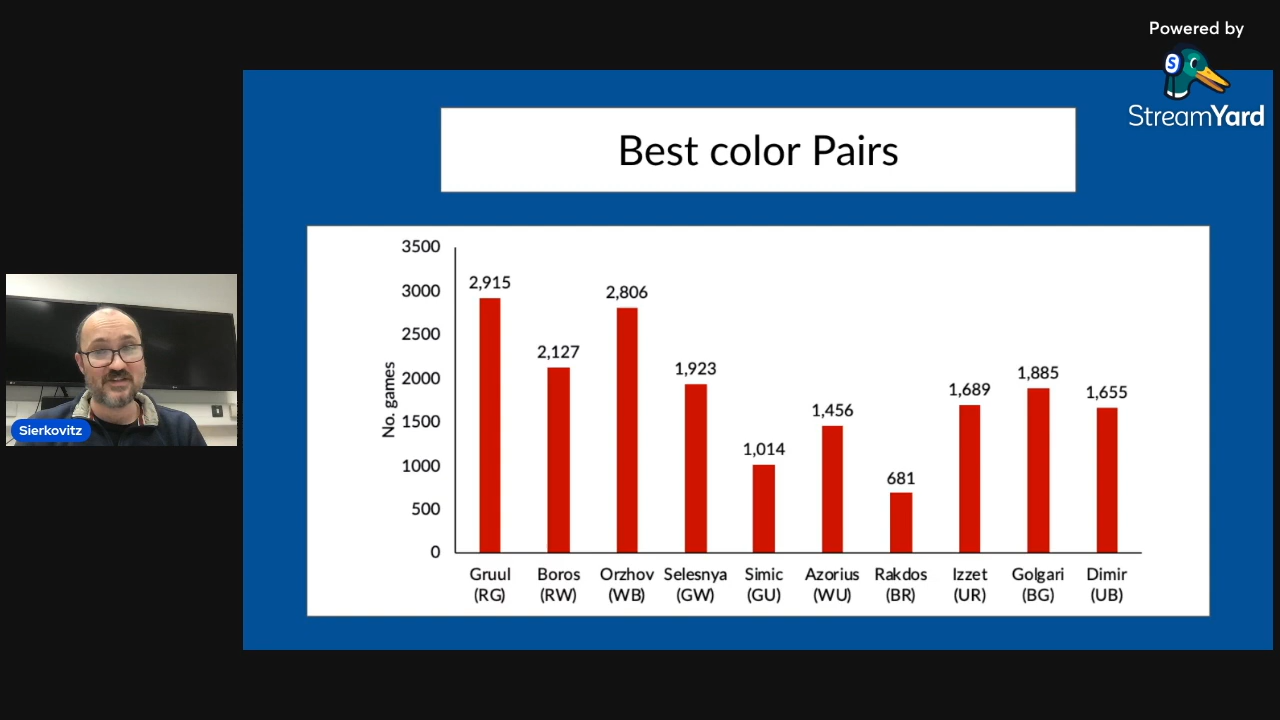 Powered by
StreamYard
Best color Pairs
3500
3000
2500
2000
1500
1000
500
0
No. games
2,915
2,127
2,806
1,923
1,014
1,456
681
1,689
1,885
1,655
Gruul Boros Orzhov Selesnya Simic Azorius Rakdos Izzet Golgari Dimir
(RG) (RW) (WB) (GW) (GU) (WU) (BR) (UR) (BG) (UB)
Sierkovitz